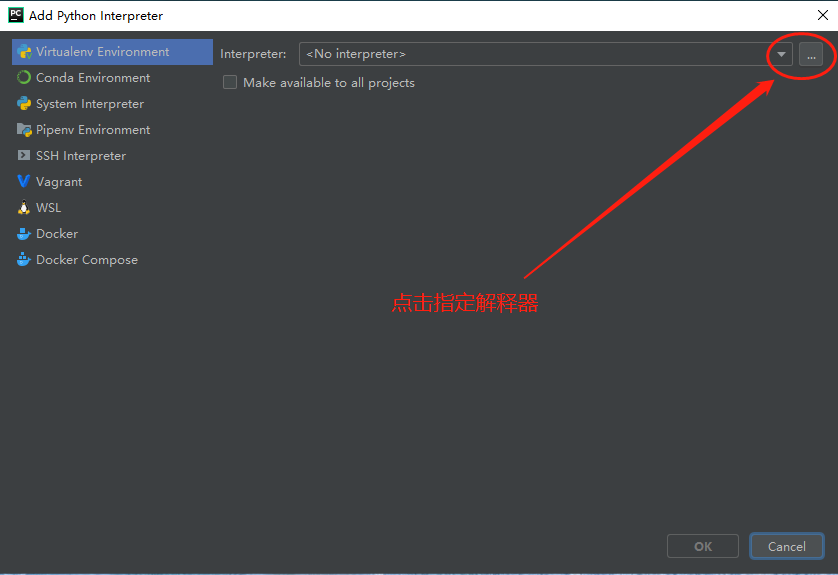 PC Add Python Interpreter
Virtualenv Environment
Interpreter: <No interpreter> ...
Conda Environment
Make available to all projects
System Interpreter
Pipenv Environment
SSH Interpreter
Vagrant
WSL
Docker
Docker Compose
点击指定解释器
OK Cancel